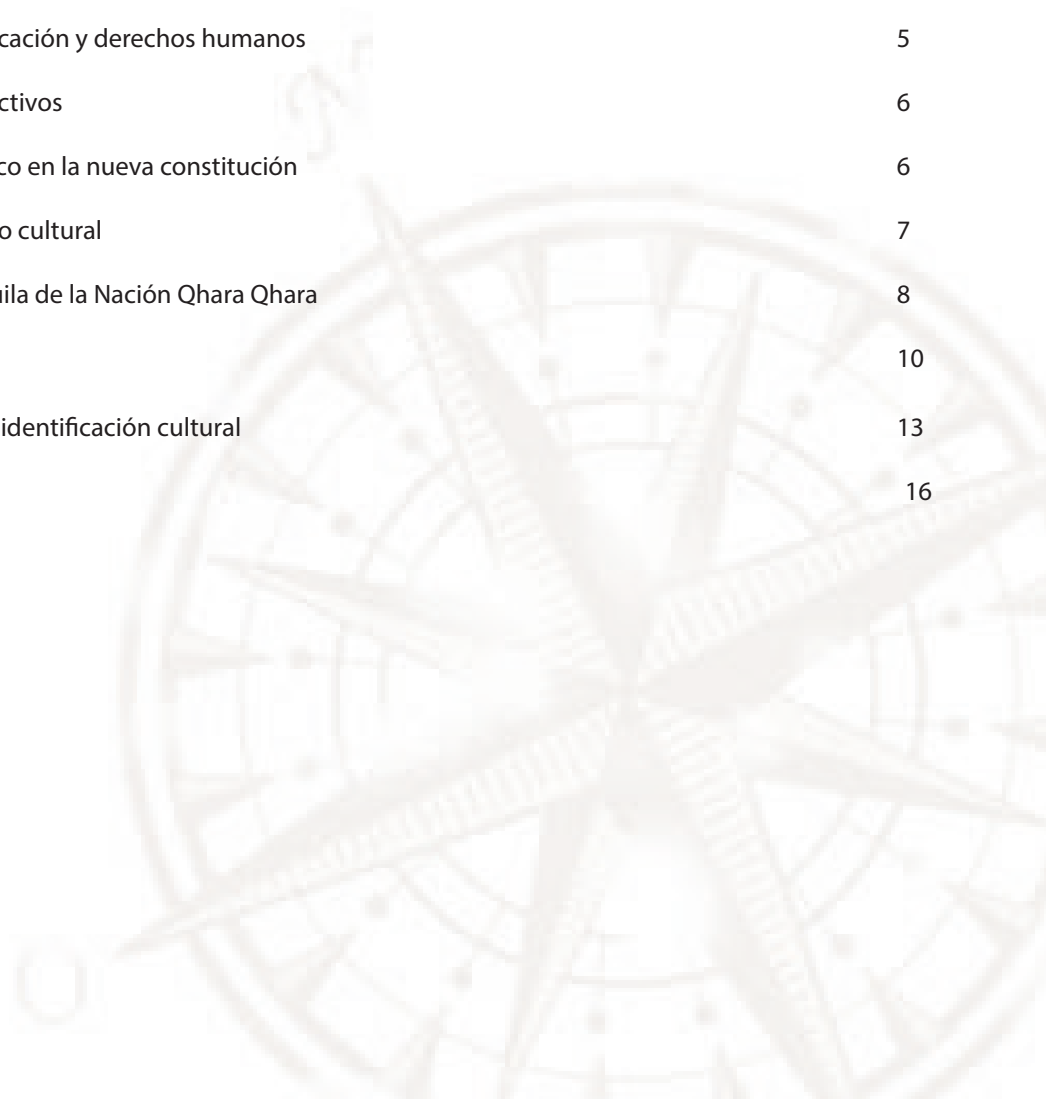 cación y derechos humanos 5
ctivos 6
co en la nueva constitución 6
o cultural 7
uila de la Nación Qhara Qhara 8
10
identificación cultural 13
16
O